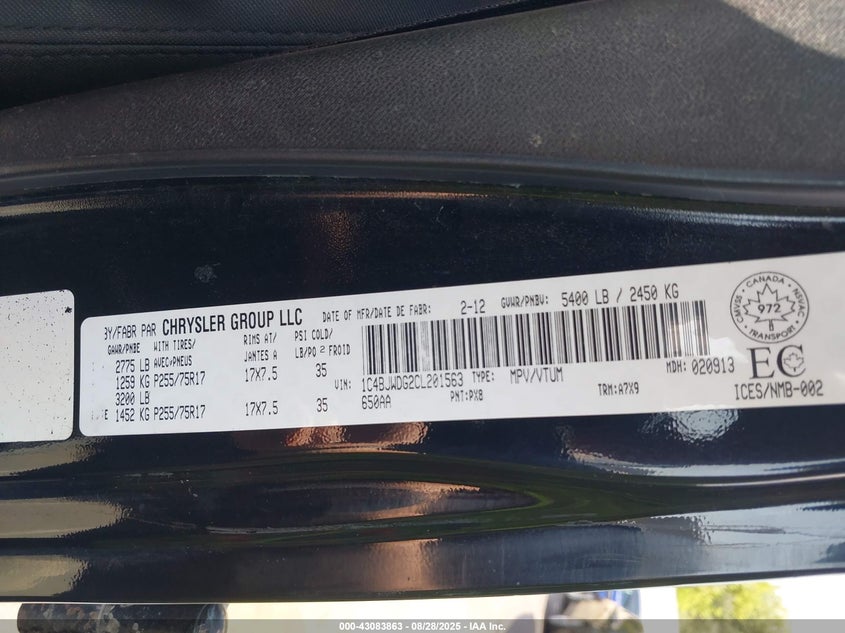 BY/FABR PAR CHRYSLER GROUP LLC DATE OF MFR/DATE DE FABR: 2-12 GVWR/PNBV: 5400 LB / 2450 KG
GAWR/PNBE WITH TIRES/ RIMS AT/ PSI COLD/
AVEC♦PNEUS JANTES A LB/PO² FROID
2775 LB
1259 KG P255/75R17 17X7.5 35
3200 LB
E 1452 KG P255/75R17 17X7.5 35
VIN: 1C4BJWDG2CL201563 TYPE: MPV/VTUM MDH: 020913
650AA PNT:PX8 TRM:A7X9
CANADA
CMVSS 972 NSVAC
TRANSPORT
EC
ICES/NMB-002
000-43083863 - 08/28/2025 - IAA Inc.